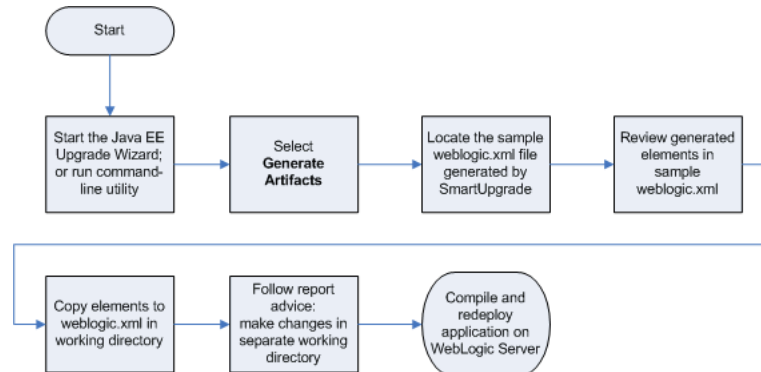 Start
Start the Java EE
Upgrade Wizard;
or run command-
line utility
Select
Generate
Artifacts
Locate the sample
weblogic.xml file
generated by
SmartUpgrade
Review generated
elements in
sample
weblogic.xml
Copy elements to
weblogic.xml in
working directory
Follow report
advice:
make changes in
separate working
directory
Compile and
redeploy
application on
WebLogic Server